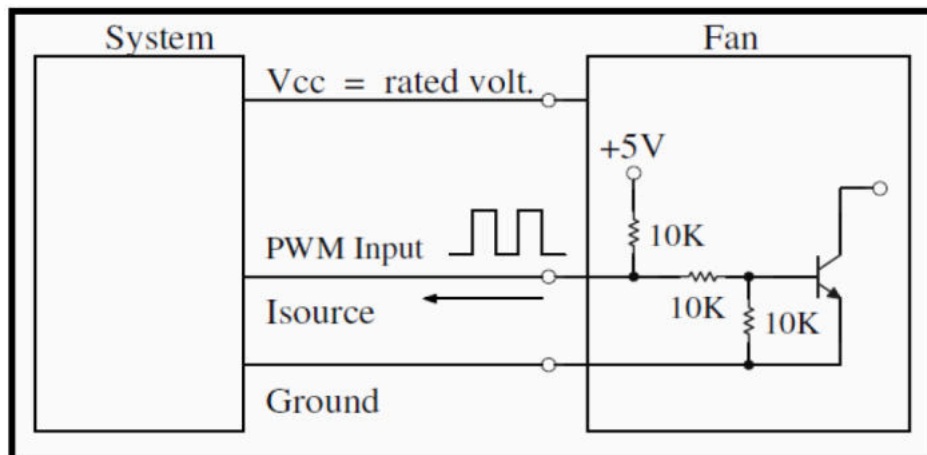 System
Fan
Vcc = rated volt.
+5V
10K
PWM Input
10K
10K
Isource
Ground